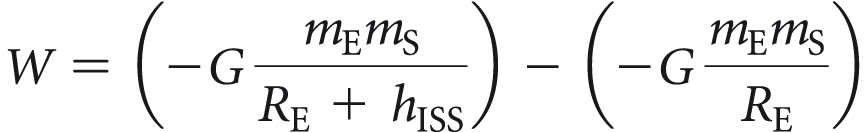 W = (−G m_E m_S / (R_E + h_ISS)) − (−G m_E m_S / R_E)